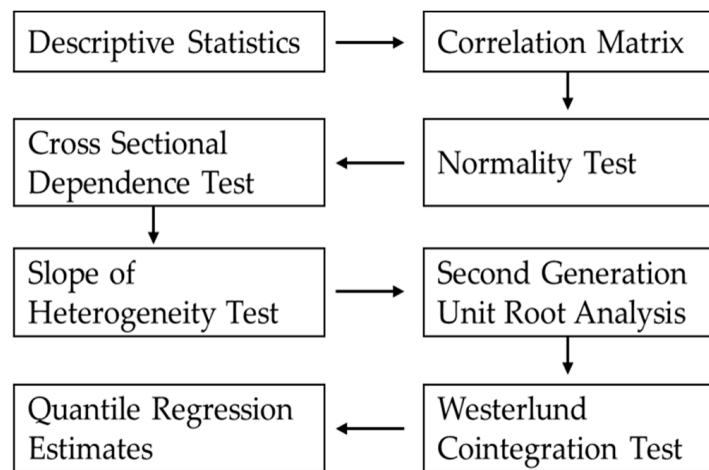 Descriptive Statistics
Correlation Matrix
Normality Test
Cross Sectional
Dependence Test
Slope of
Heterogeneity Test
Second Generation
Unit Root Analysis
Westerlund
Cointegration Test
Quantile Regression
Estimates